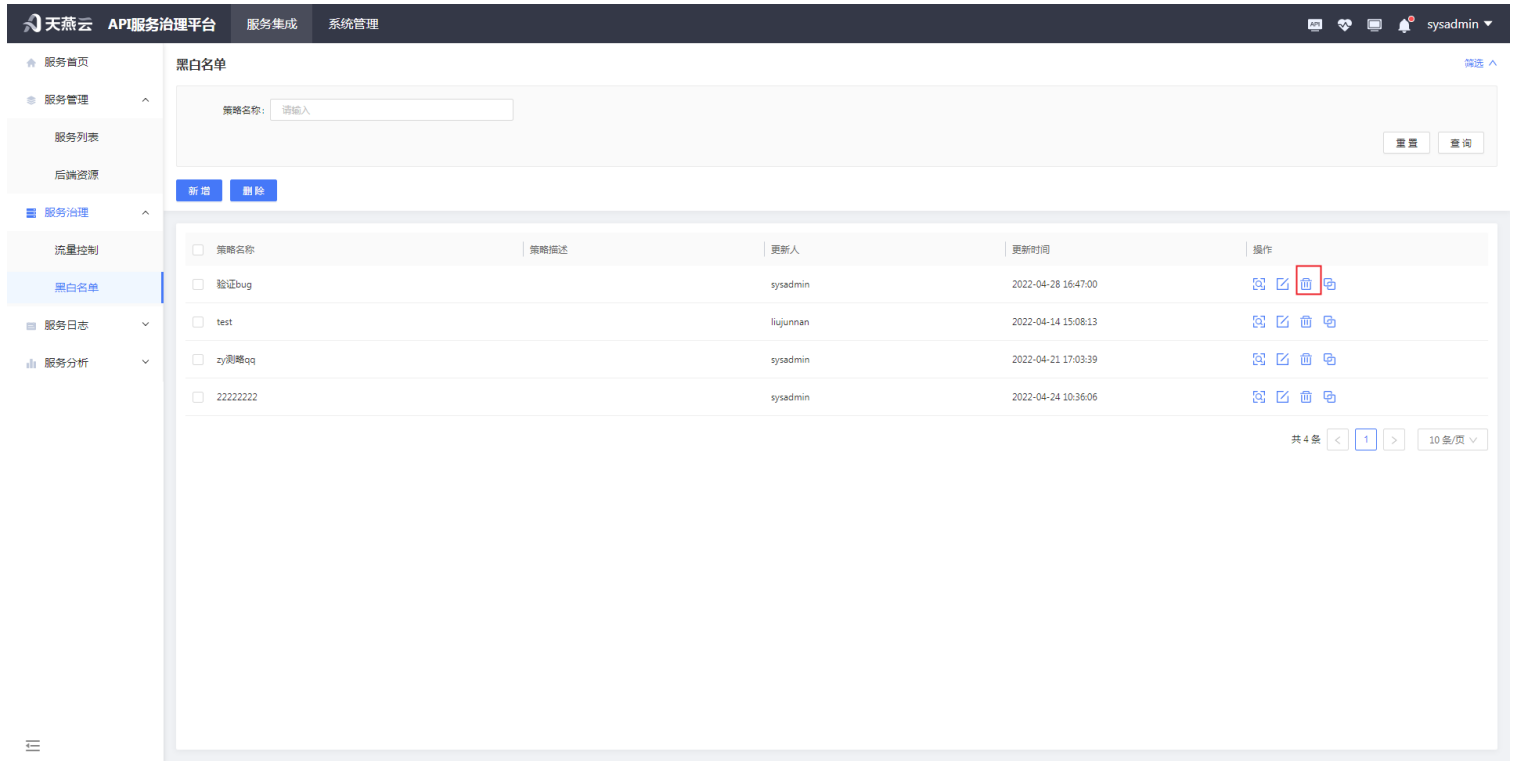 天燕云 API服务治理平台 服务集成 系统管理 API sysadmin
服务首页
服务管理
服务列表
后端资源
服务治理
流量控制
黑白名单
服务日志
服务分析
黑白名单 筛选
策略名称: 请输入
重置 查询
新增 删除
策略名称 策略描述 更新人 更新时间 操作
验证bug sysadmin 2022-04-28 16:47:00
test liujunnan 2022-04-14 15:08:13
zy测略qq sysadmin 2022-04-21 17:03:39
22222222 sysadmin 2022-04-24 10:36:06
共 4 条 < 1 > 10 条/页